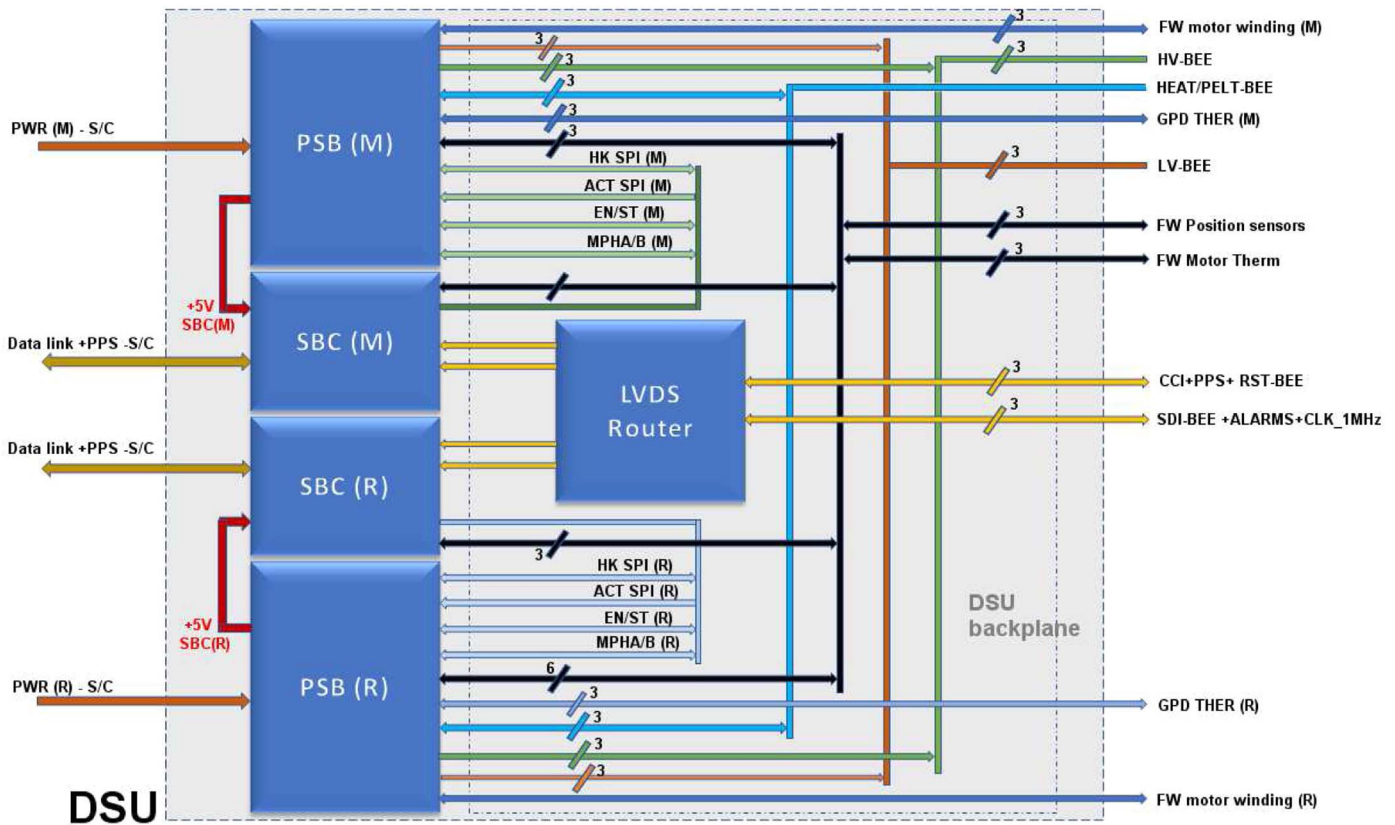 3
FW motor winding (M)
3
3
HV-BEE
3
3
HEAT/PELT-BEE
3
GPD THER (M)
PWR (M) - S/C
PSB (M)
3
HK SPI (M)
3
LV-BEE
ACT SPI (M)
EN/ST (M)
3
FW Position sensors
MPHA/B (M)
3
FW Motor Therm
+5V
SBC(M)
Data link +PPS -S/C
SBC (M)
LVDS
Router
3
CCI+PPS+ RST-BEE
3
SDI-BEE +ALARMS+CLK_1MHz
Data link +PPS -S/C
SBC (R)
3
HK SPI (R)
ACT SPI (R)
EN/ST (R)
MPHA/B (R)
DSU
backplane
+5V
SBC(R)
6
PWR (R) - S/C
PSB (R)
3
GPD THER (R)
3
3
3
DSU
FW motor winding (R)